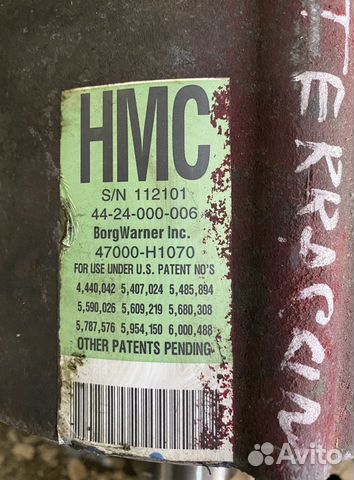 HMC
S/N 112101
44-24-000-006
BorgWarner Inc.
47000-H1070
FOR USE UNDER U.S. PATENT NO'S
4,440,042 5,407,024 5,485,894
5,590,026 5,609,219 5,680,308
5,787,576 5,954,150 6,000,488
OTHER PATENTS PENDING
TERRACAN
Avito